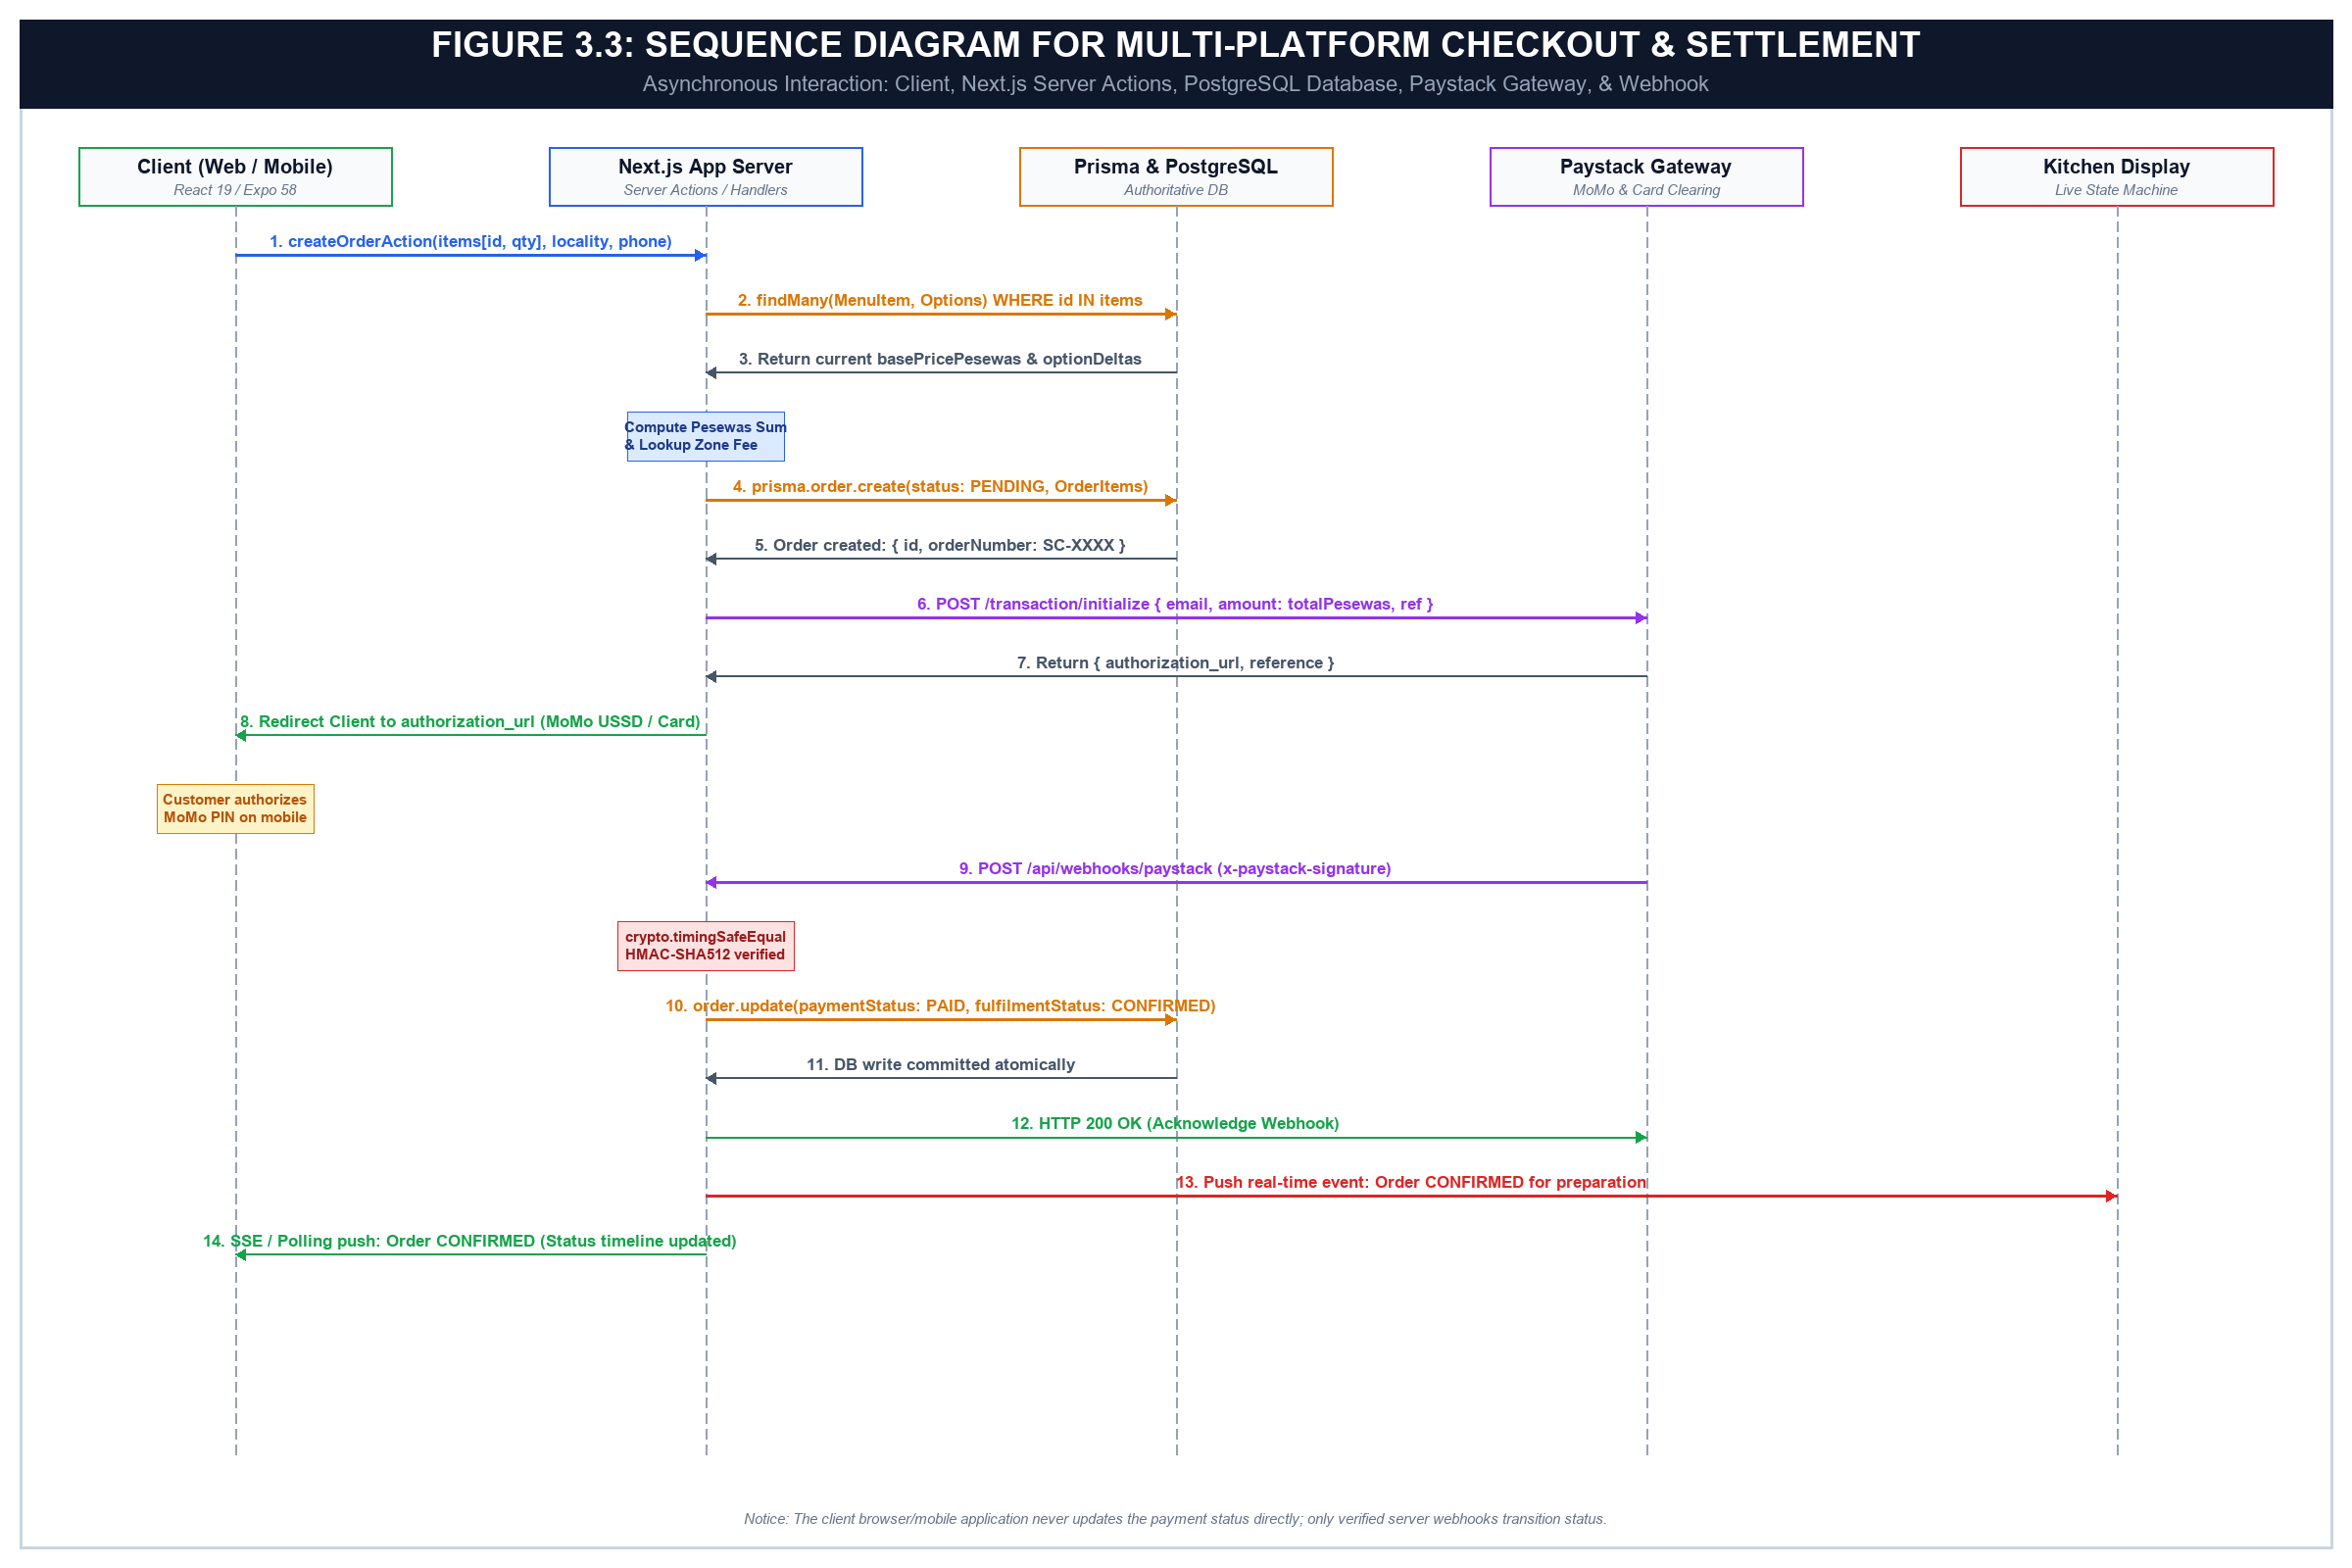 FIGURE 3.3: SEQUENCE DIAGRAM FOR MULTI-PLATFORM CHECKOUT & SETTLEMENT
Asynchronous Interaction: Client, Next.js Server Actions, PostgreSQL Database, Paystack Gateway, & Webhook
Client (Web / Mobile)
React 19 / Expo 58
Next.js App Server
Server Actions / Handlers
Prisma & PostgreSQL
Authoritative DB
Paystack Gateway
MoMo & Card Clearing
Kitchen Display
Live State Machine
1. createOrderAction(items[id, qty], locality, phone)
2. findMany(MenuItem, Options) WHERE id IN items
3. Return current basePricePesewas & optionDeltas
Compute Pesewas Sum
& Lookup Zone Fee
4. prisma.order.create(status: PENDING, OrderItems)
5. Order created: { id, orderNumber: SC-XXXX }
6. POST /transaction/initialize { email, amount: totalPesewas, ref }
7. Return { authorization_url, reference }
8. Redirect Client to authorization_url (MoMo USSD / Card)
Customer authorizes
MoMo PIN on mobile
9. POST /api/webhooks/paystack (x-paystack-signature)
crypto.timingSafeEqual
HMAC-SHA512 verified
10. order.update(paymentStatus: PAID, fulfilmentStatus: CONFIRMED)
11. DB write committed atomically
12. HTTP 200 OK (Acknowledge Webhook)
13. Push real-time event: Order CONFIRMED for preparation
14. SSE / Polling push: Order CONFIRMED (Status timeline updated)
Notice: The client browser/mobile application never updates the payment status directly; only verified server webhooks transition status.